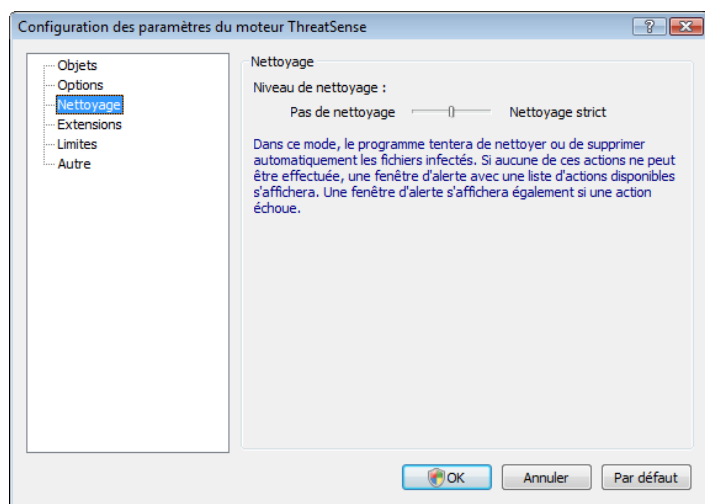 Configuration des paramètres du moteur ThreatSense
Objets
Options
Nettoyage
Extensions
Limites
Autre
Nettoyage
Niveau de nettoyage :
Pas de nettoyage
Nettoyage strict
Dans ce mode, le programme tentera de nettoyer ou de supprimer
automatiquement les fichiers infectés. Si aucune de ces actions ne peut
être effectuée, une fenêtre d'alerte avec une liste d'actions disponibles
s'affichera. Une fenêtre d'alerte s'affichera également si une action
échoue.
OK
Annuler
Par défaut